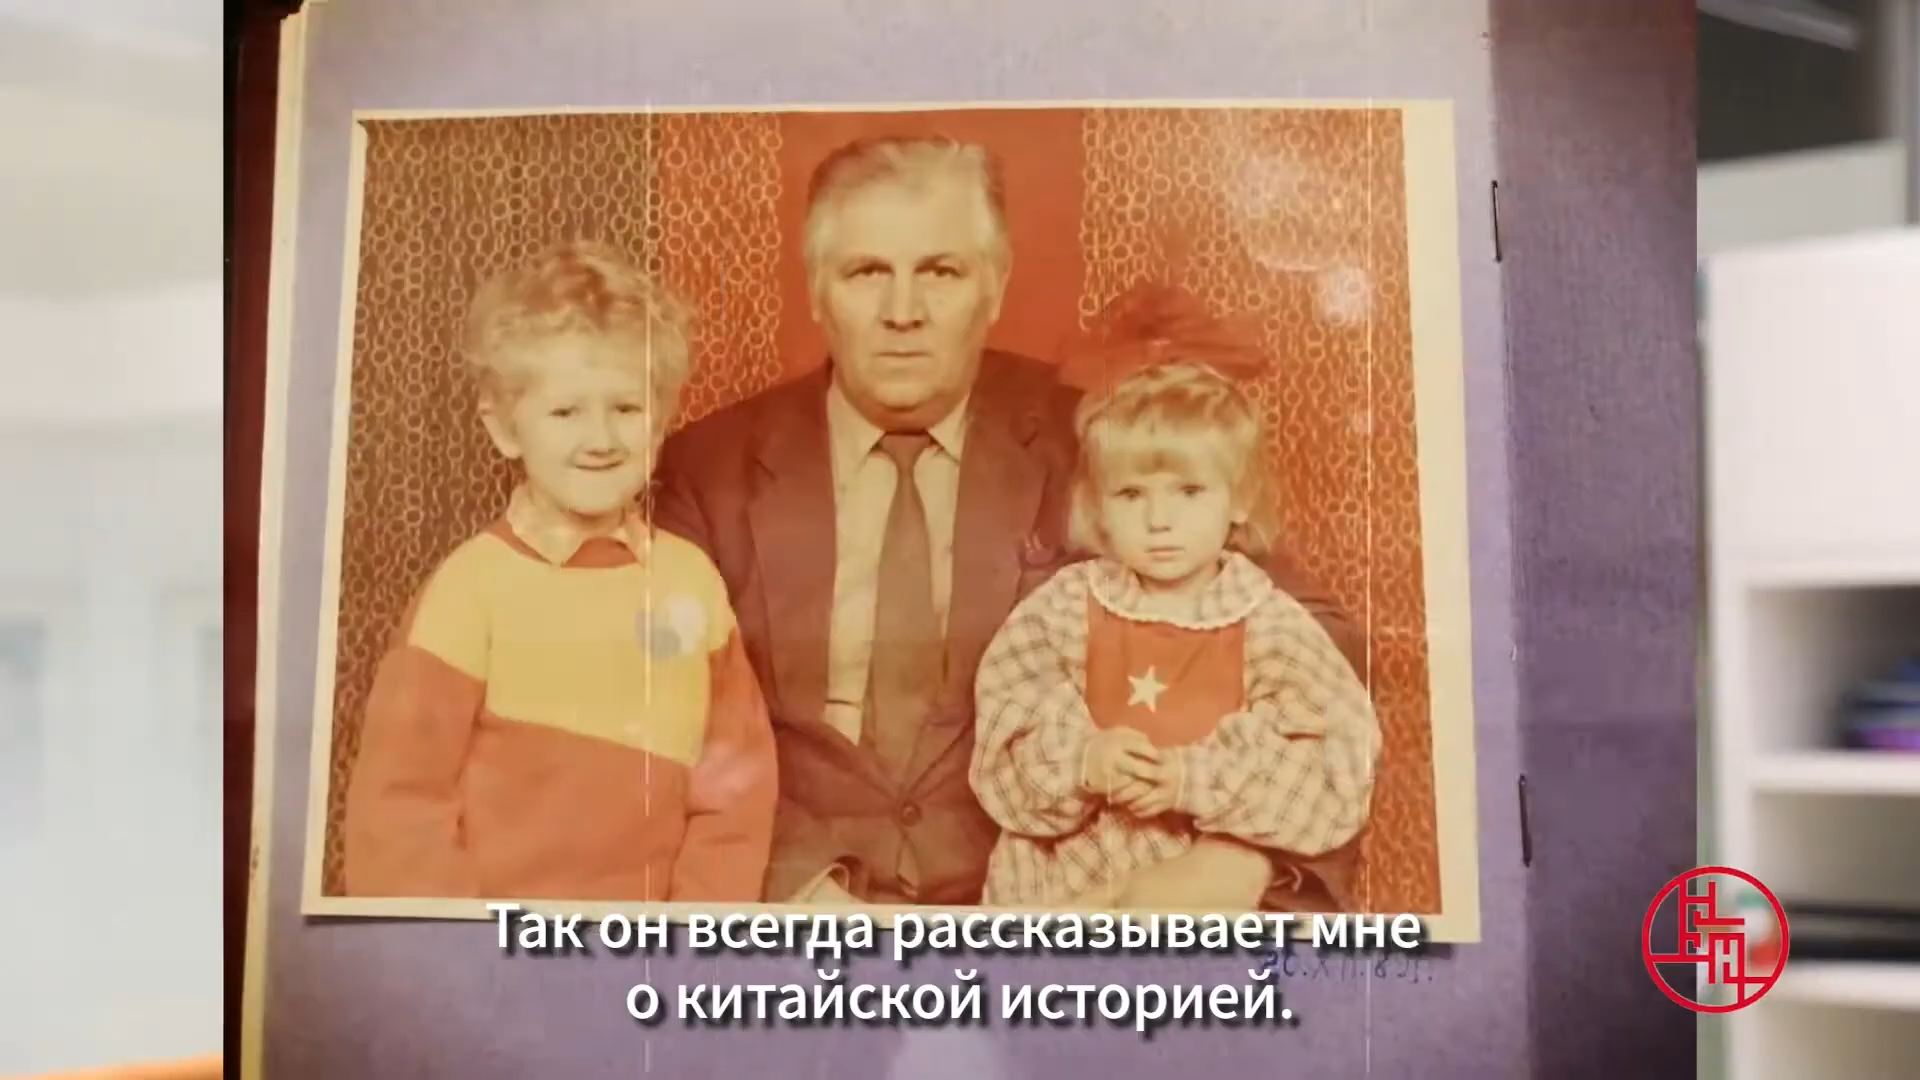 Так он всегда рассказывает мне
о китайской историей.